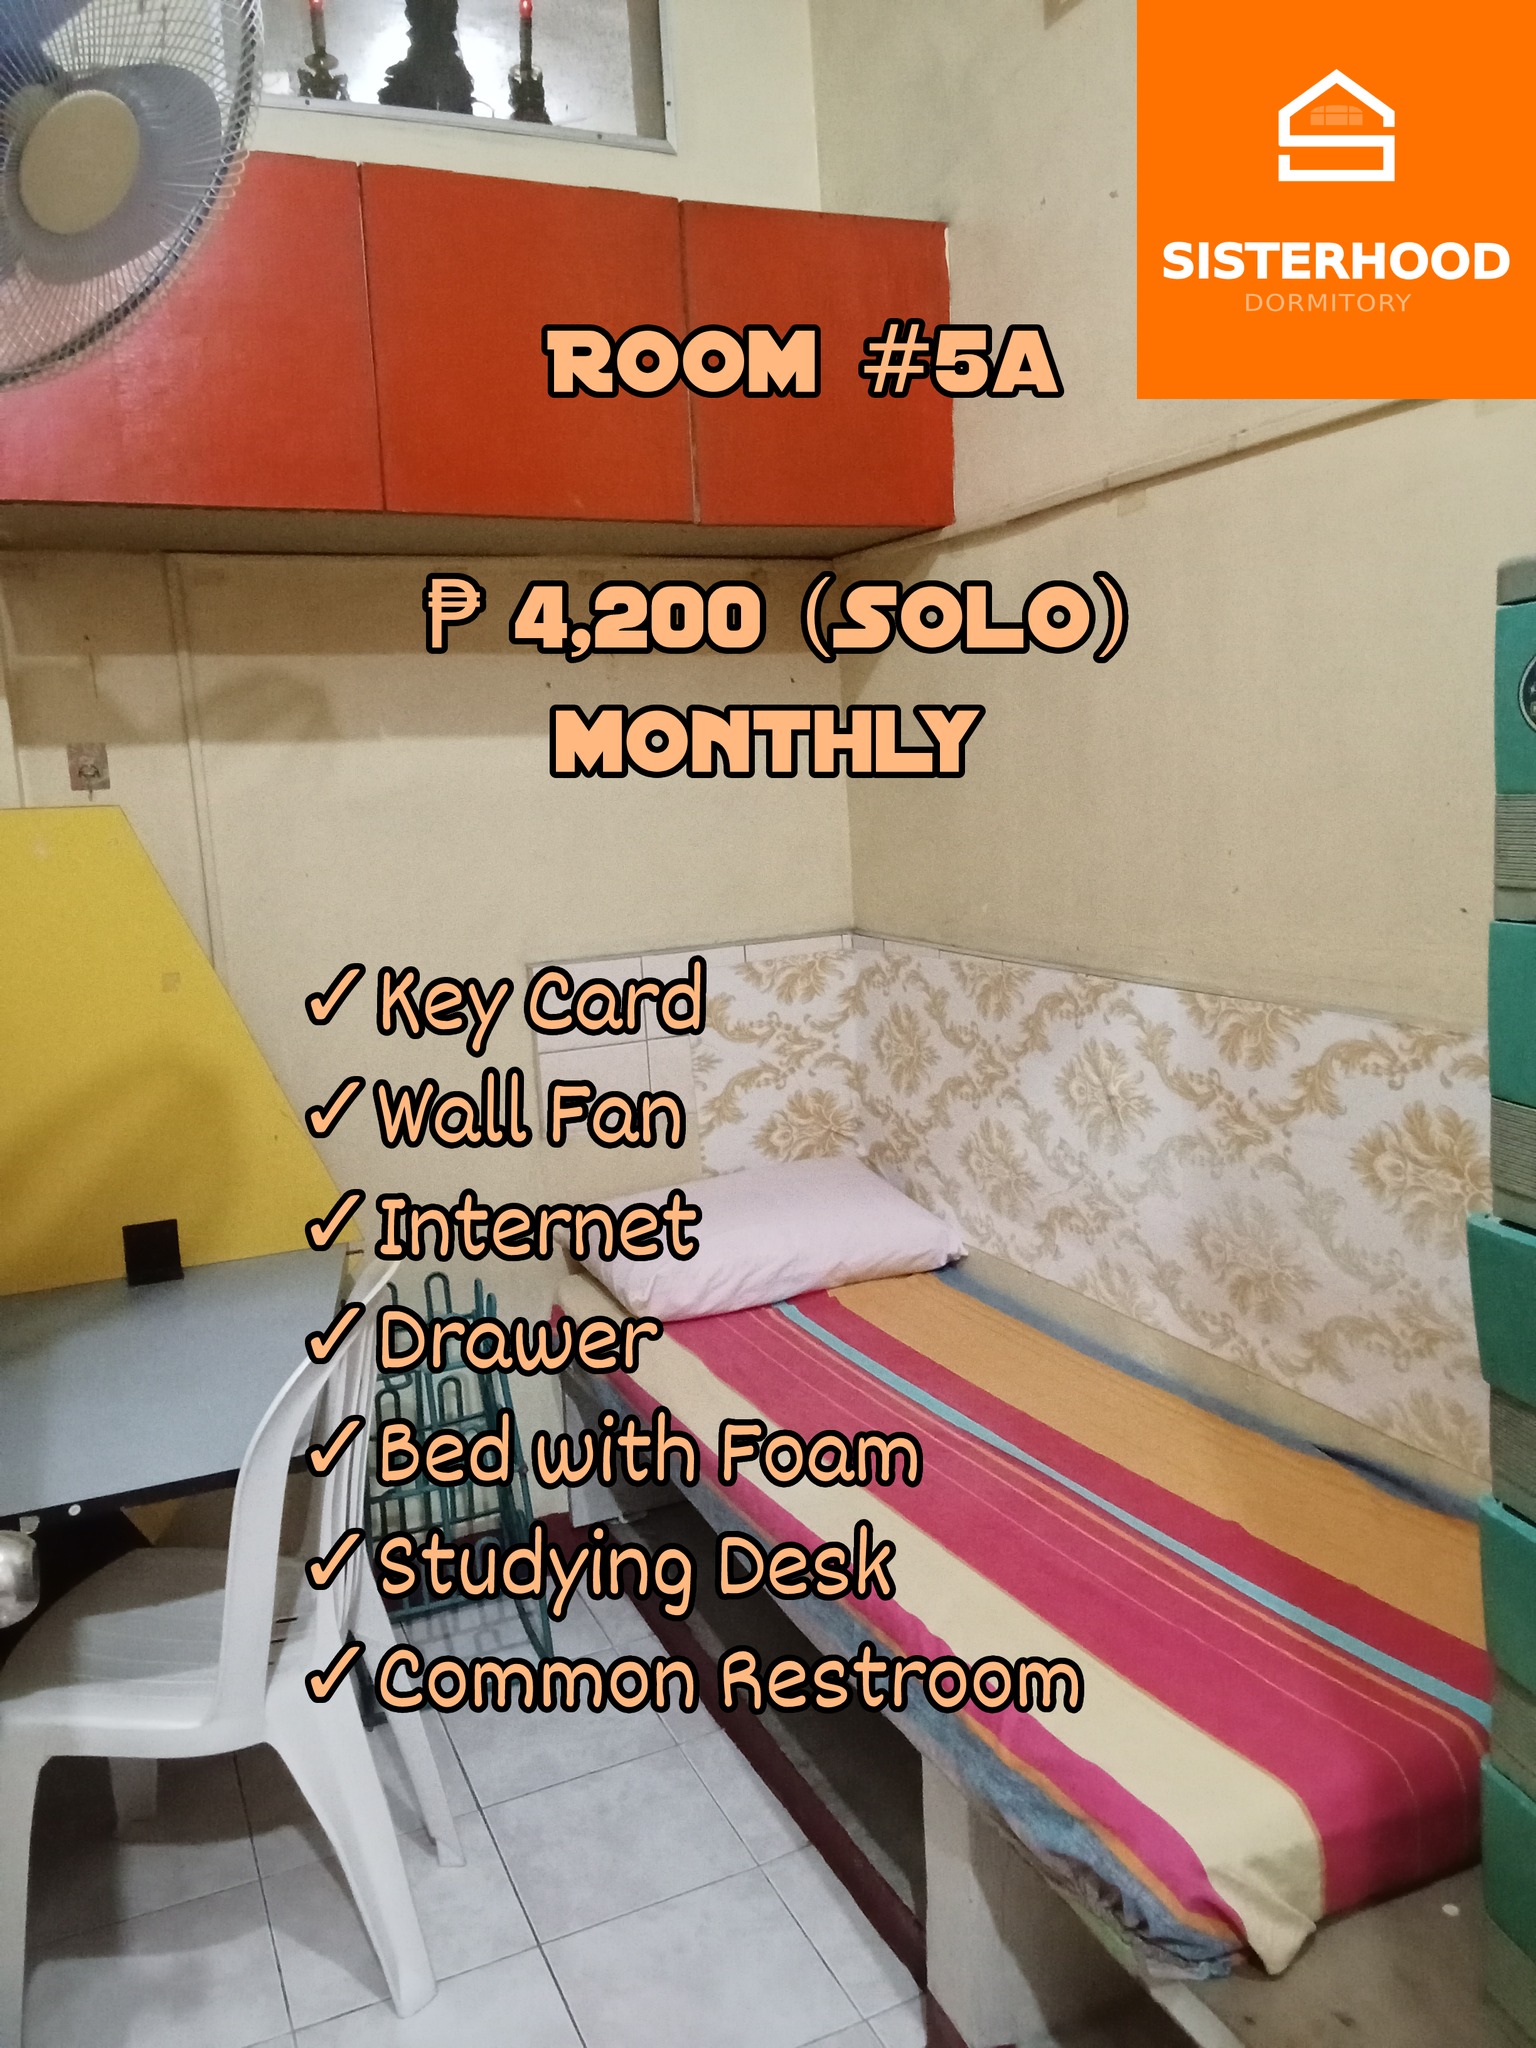 SISTERHOOD
DORMITORY
ROOM #5A
₱ 4,200 (SOLO)
MONTHLY
✓ Key Card
✓ Wall Fan
✓ Internet
✓ Drawer
✓ Bed with Foam
✓ Studying Desk
✓ Common Restroom